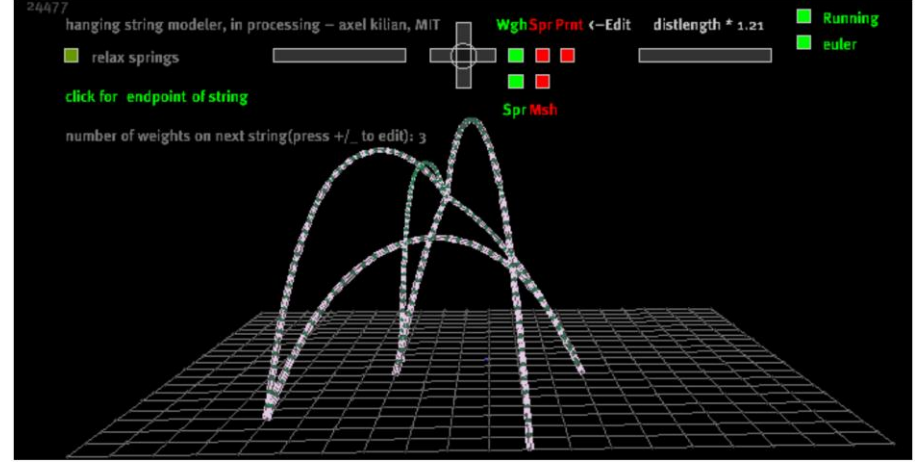 24477
hanging string modeler, in processing – axel kilian, MIT
Wgh Spr Prnt <–Edit
distlength * 1.21
Running
relax springs
euler
click for endpoint of string
Spr Msh
number of weights on next string(press +/_ to edit): 3